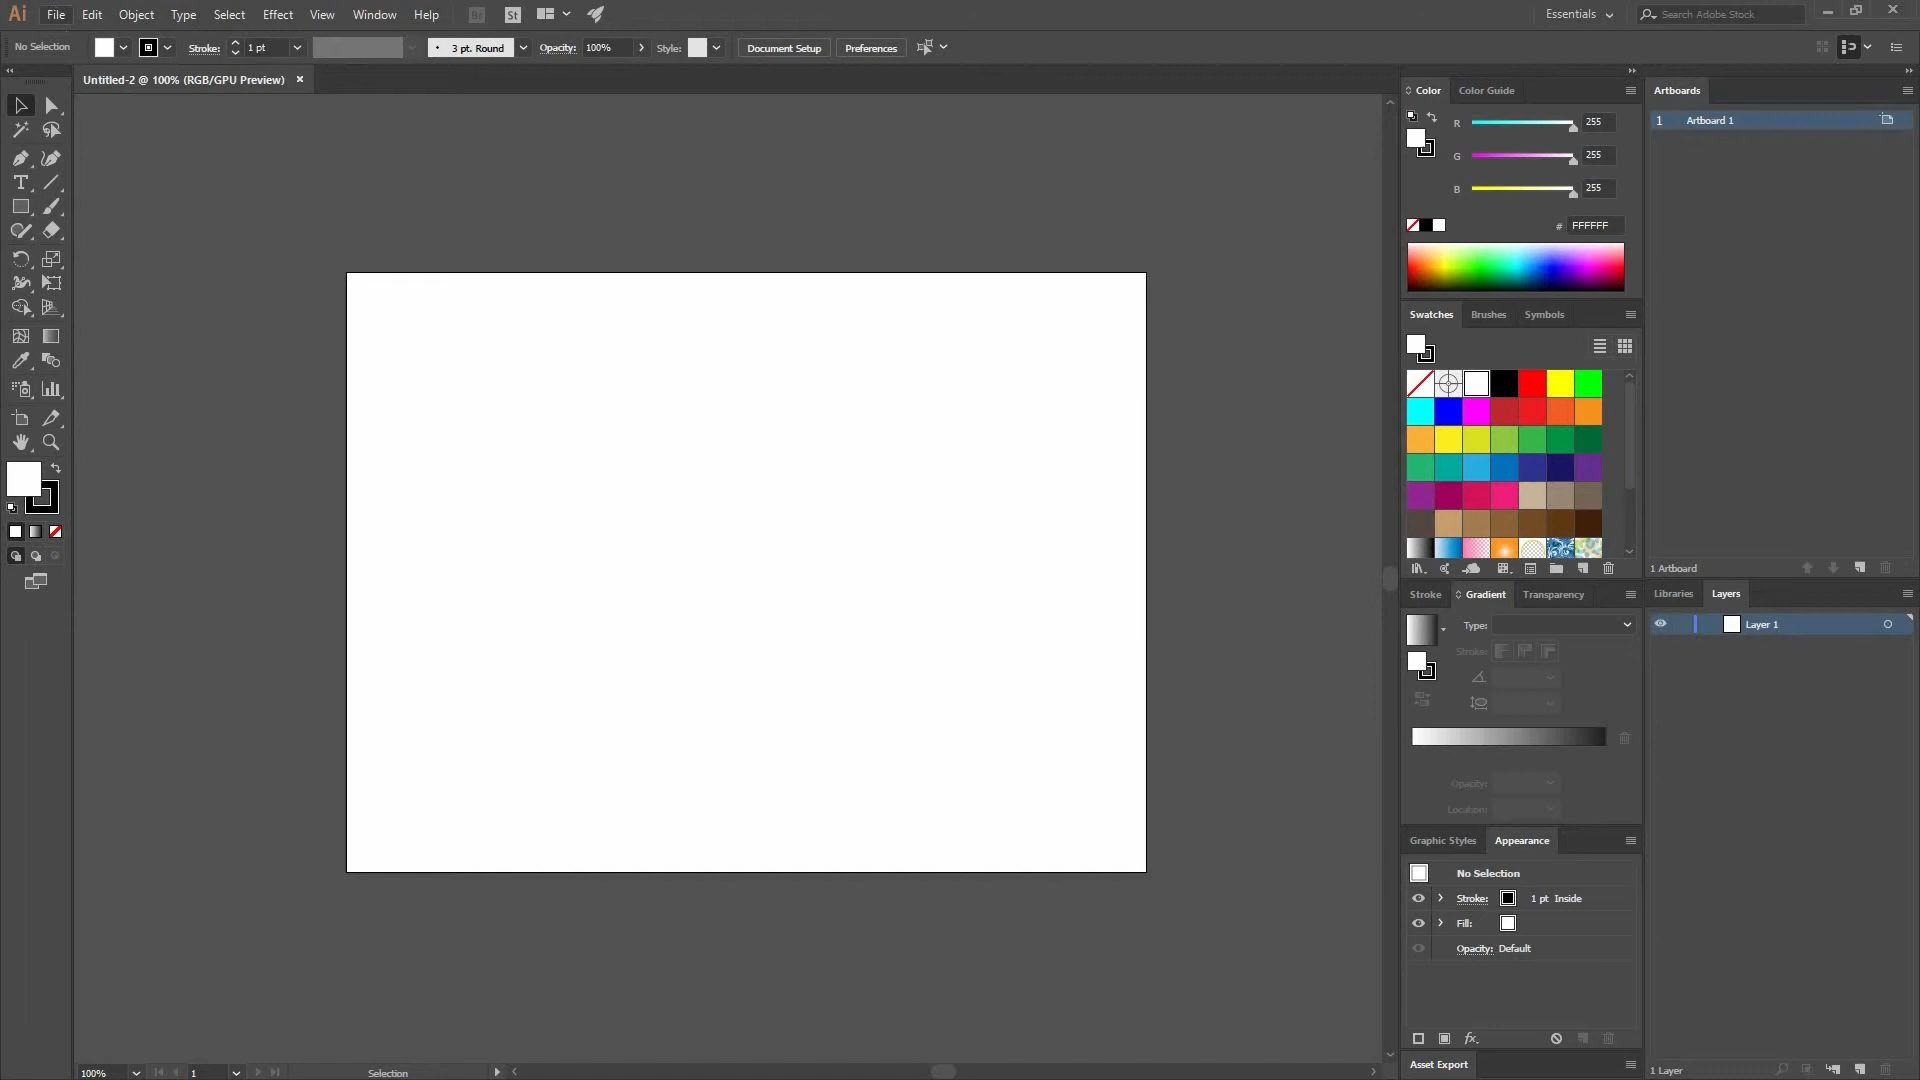 Ai File Edit Object Type Select Effect View Window Help Br St Essentials Search Adobe Stock
No Selection Stroke: 1 pt 3 pt. Round Opacity: 100% Style: Document Setup Preferences
Untitled-2 @ 100% (RGB/GPU Preview)
Color Color Guide
R 255
G 255
B 255
# FFFFFF
Swatches Brushes Symbols
Stroke Gradient Transparency
Type:
Stroke:
Opacity:
Location:
Graphic Styles Appearance
No Selection
Stroke: 1 pt Inside
Fill:
Opacity: Default
fx
Asset Export
Artboards
1 Artboard 1
1 Artboard
Libraries Layers
Layer 1
1 Layer
100% 1 Selection